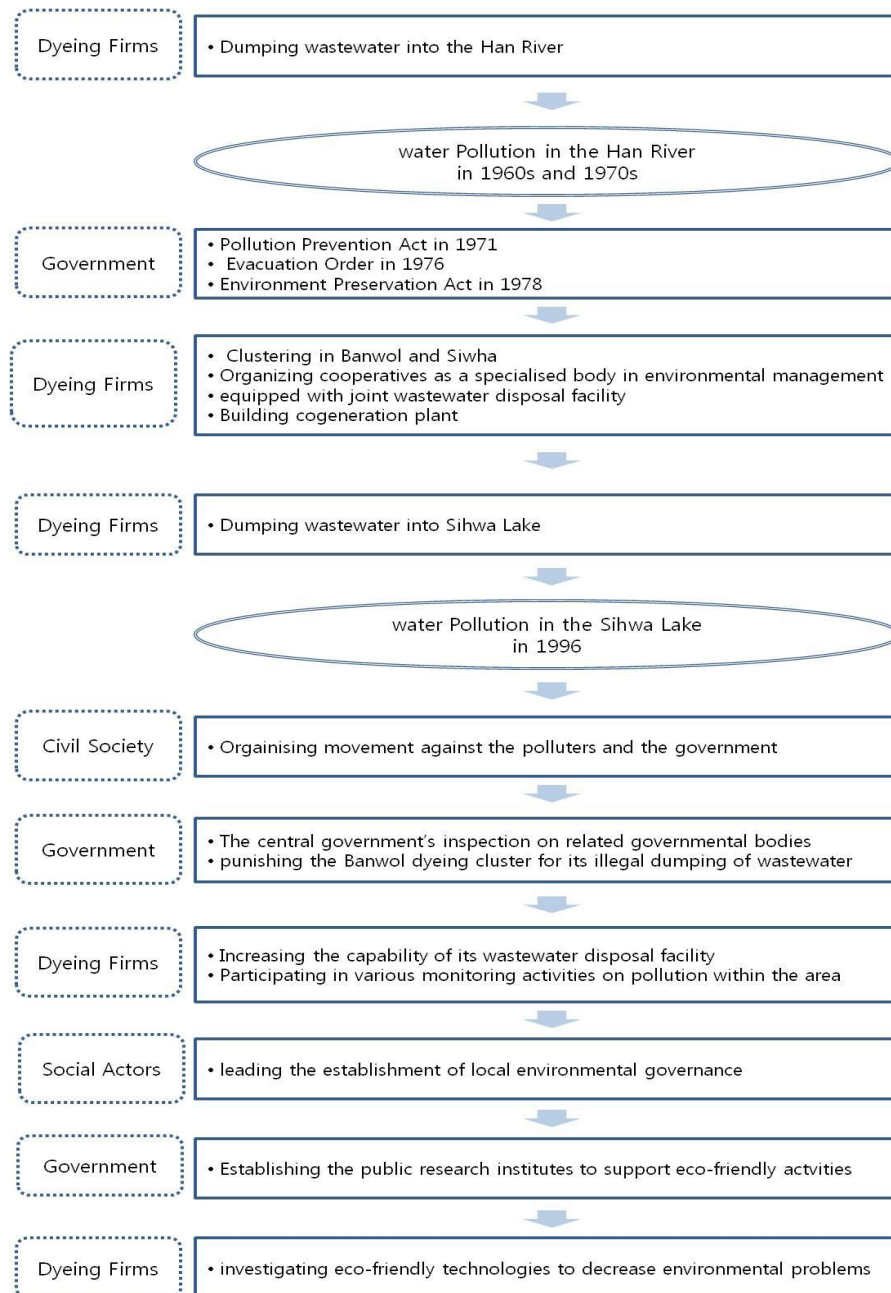 Dyeing Firms
• Dumping wastewater into the Han River
water Pollution in the Han River
in 1960s and 1970s
Government
• Pollution Prevention Act in 1971
• Evacuation Order in 1976
• Environment Preservation Act in 1978
Dyeing Firms
• Clustering in Banwol and Siwha
• Organizing cooperatives as a specialised body in environmental management
• equipped with joint wastewater disposal facility
• Building cogeneration plant
Dyeing Firms
• Dumping wastewater into Sihwa Lake
water Pollution in the Sihwa Lake
in 1996
Civil Society
• Orgainising movement against the polluters and the government
Government
• The central government’s inspection on related governmental bodies
• punishing the Banwol dyeing cluster for its illegal dumping of wastewater
Dyeing Firms
• Increasing the capability of its wastewater disposal facility
• Participating in various monitoring activities on pollution within the area
Social Actors
• leading the establishment of local environmental governance
Government
• Establishing the public research institutes to support eco-friendly actvities
Dyeing Firms
• investigating eco-friendly technologies to decrease environmental problems